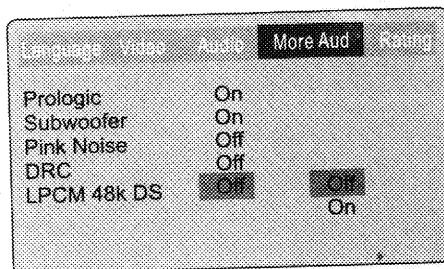 Language Video Audio More Aud Rating
Prologic On
Subwoofer On
Pink Noise Off
DRC Off
LPCM 48k DS Off Off
On